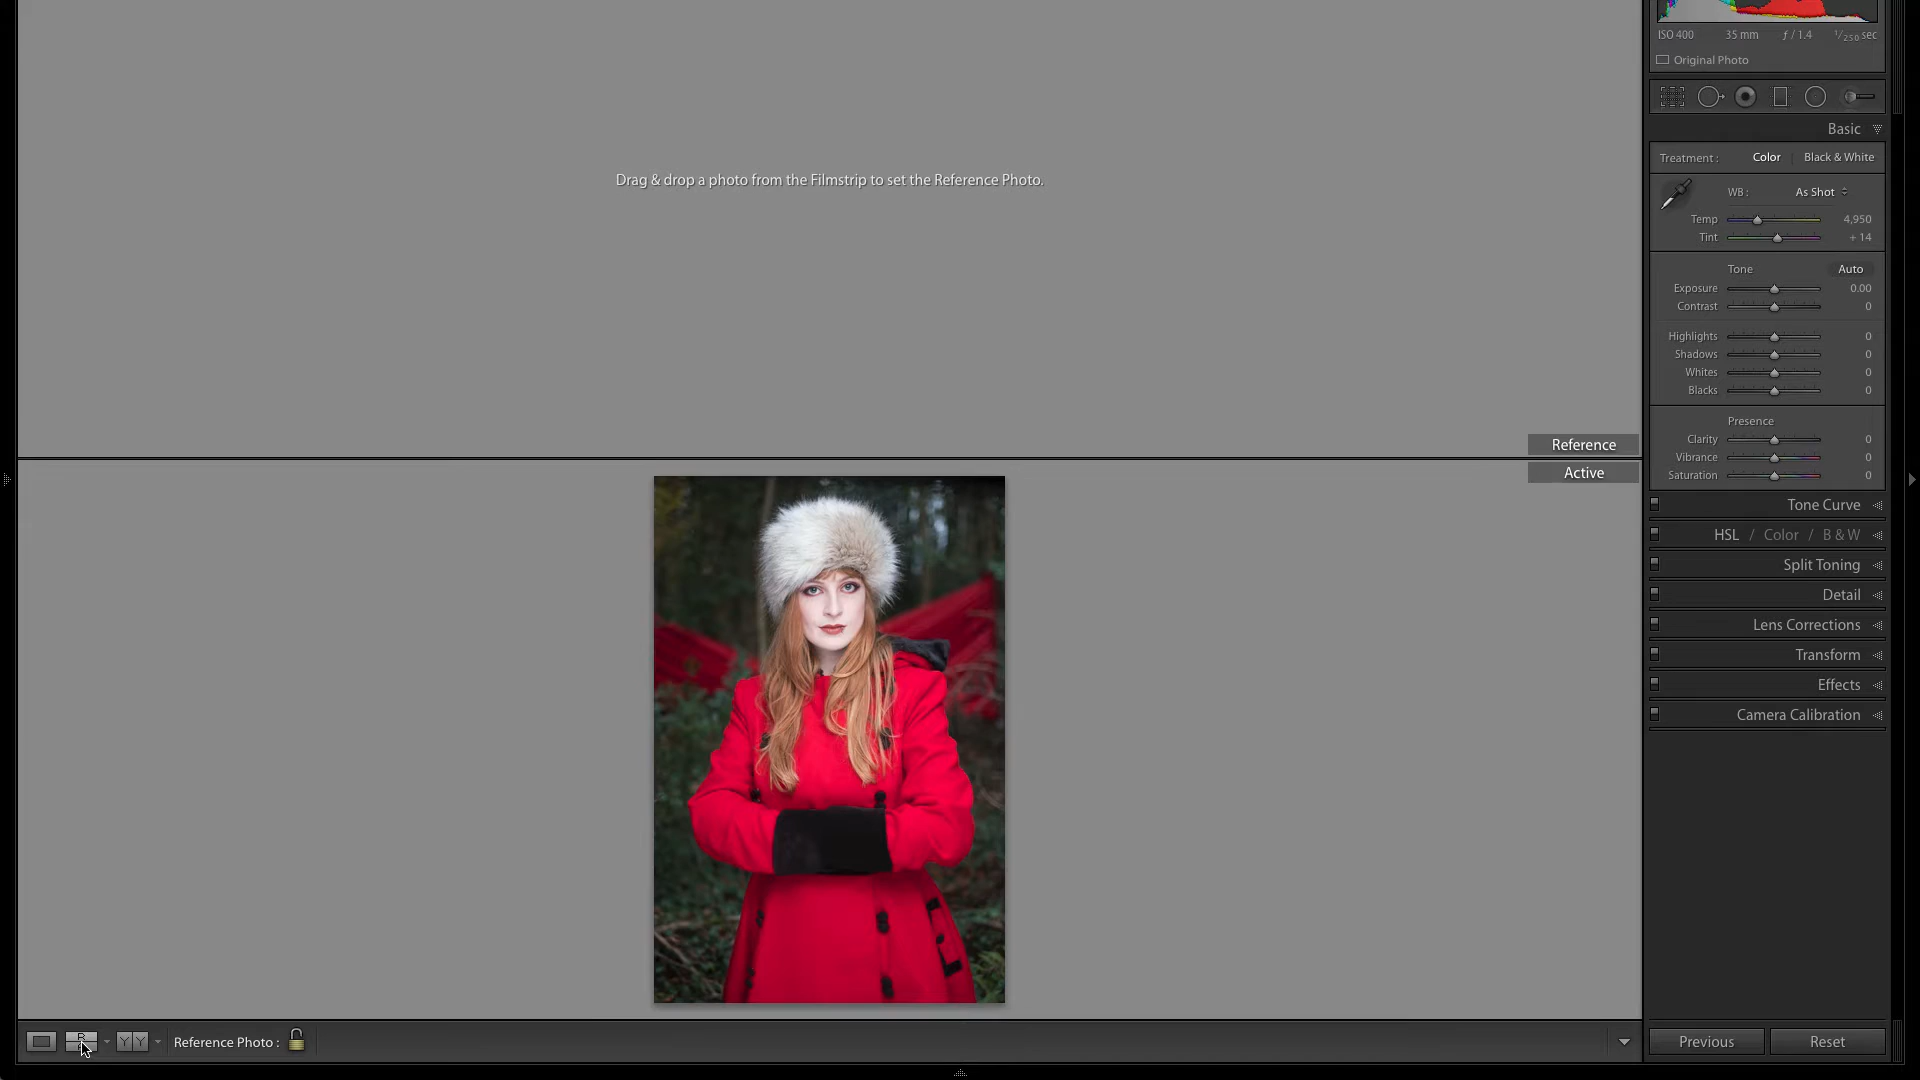 ISO 400 35 mm ƒ / 1.4 1/250 sec
Original Photo
Basic
Treatment : Color Black & White
WB : As Shot
Temp 4,950
Tint + 14
Tone Auto
Exposure 0.00
Contrast 0
Highlights 0
Shadows 0
Whites 0
Blacks 0
Presence
Clarity 0
Vibrance 0
Saturation 0
Tone Curve
HSL / Color / B & W
Split Toning
Detail
Lens Corrections
Transform
Effects
Camera Calibration
Drag & drop a photo from the Filmstrip to set the Reference Photo.
Reference
Active
R
Y Y
Reference Photo :
Previous
Reset